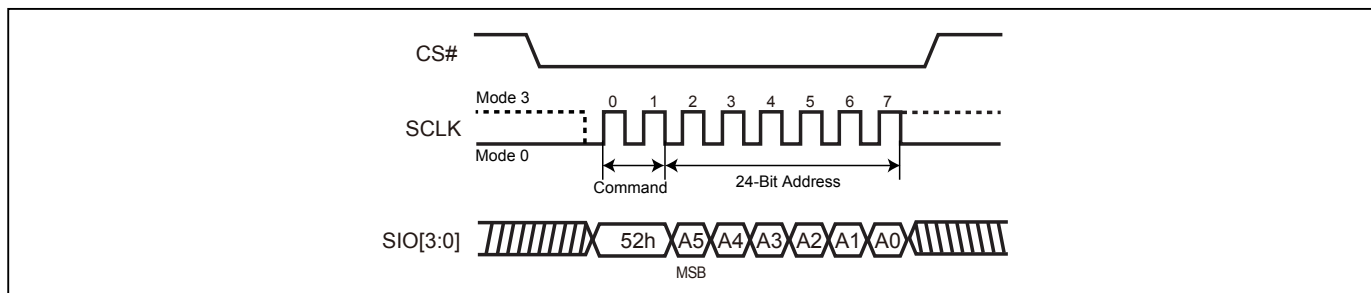 CS#
Mode 3
0 1 2 3 4 5 6 7
SCLK
Mode 0
Command
24-Bit Address
SIO[3:0]
52h A5 A4 A3 A2 A1 A0
MSB